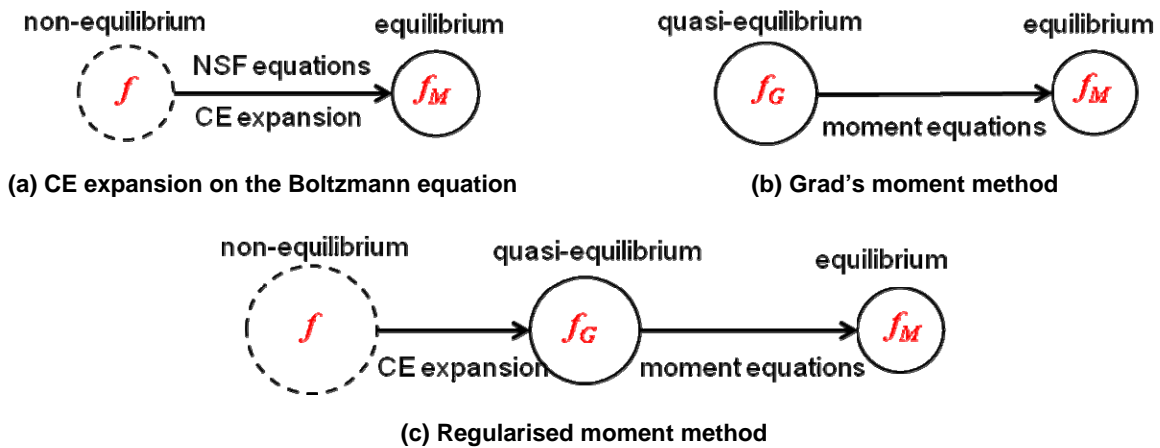 non-equilibrium
equilibrium
NSF equations
f
f_M
CE expansion
(a) CE expansion on the Boltzmann equation
quasi-equilibrium
equilibrium
f_G
f_M
moment equations
(b) Grad's moment method
non-equilibrium
quasi-equilibrium
equilibrium
f
f_G
f_M
CE expansion
moment equations
(c) Regularised moment method